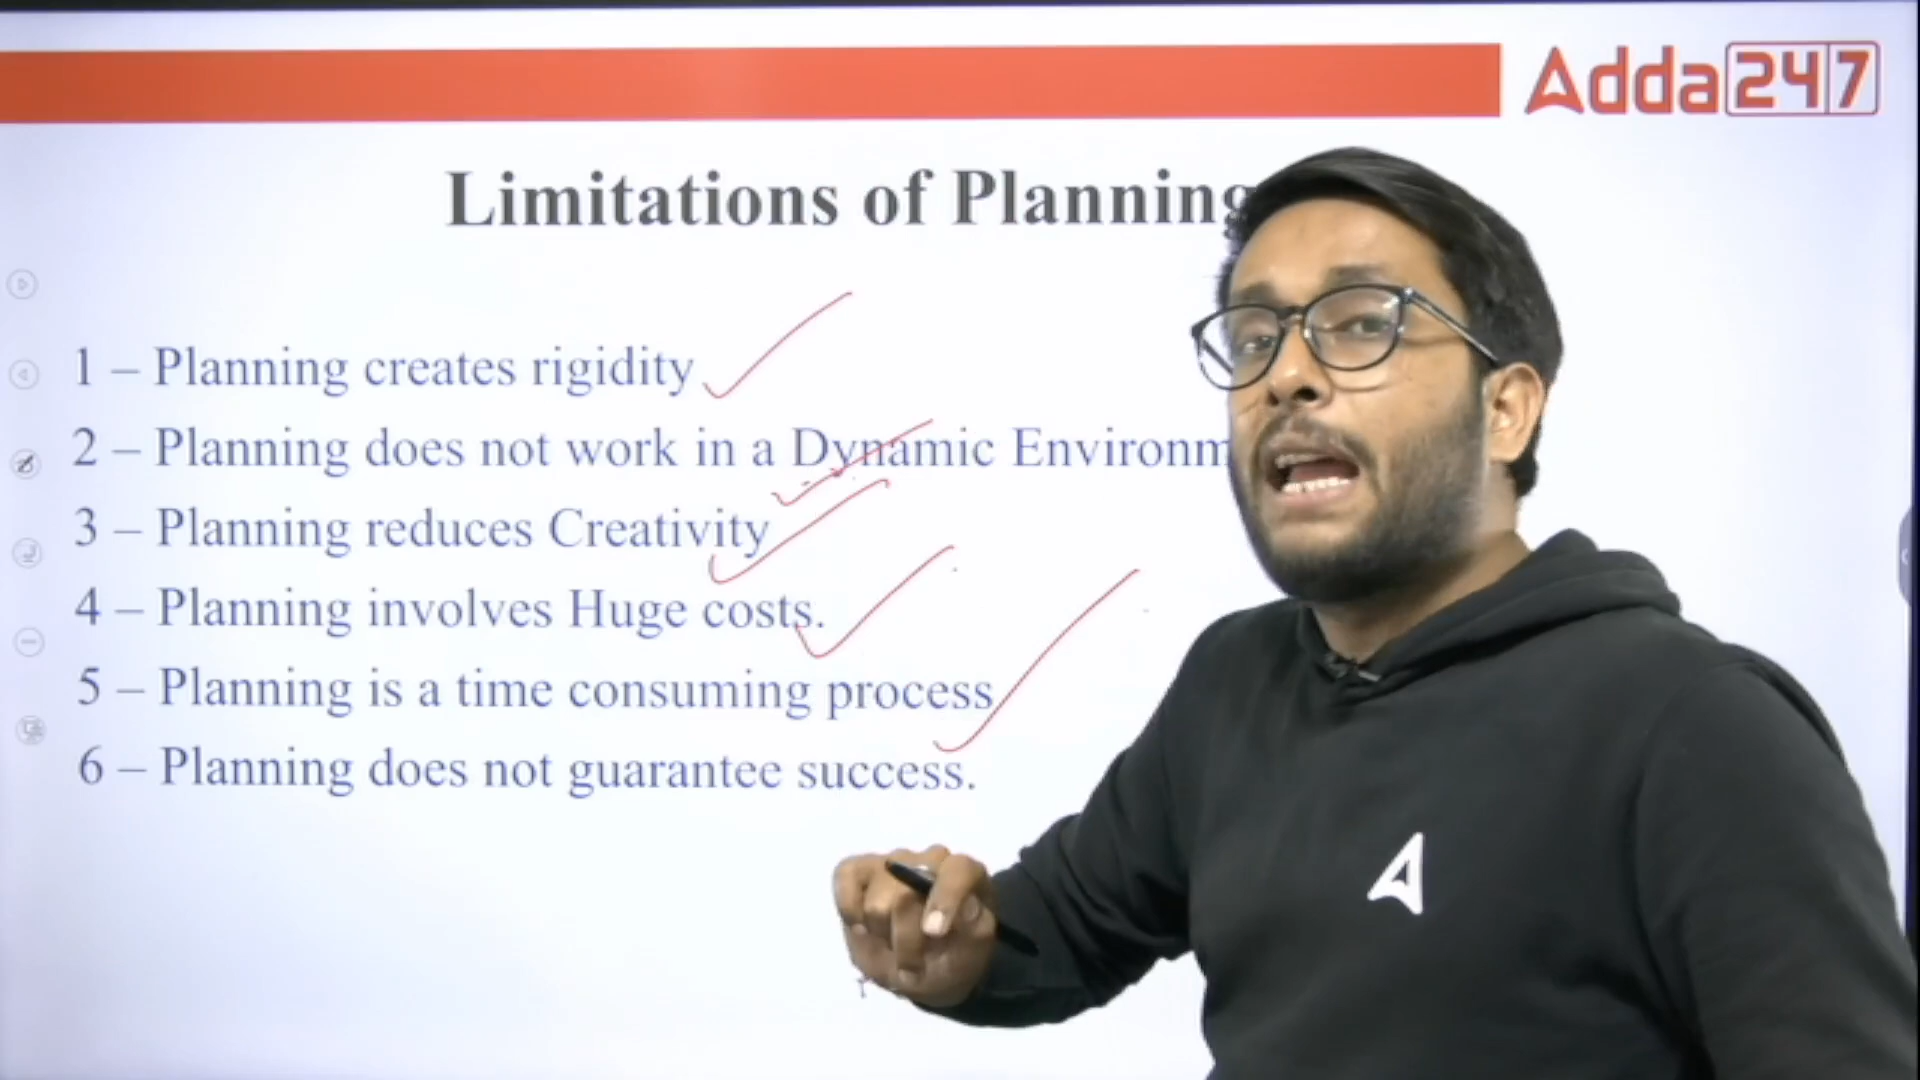 Adda247
Limitations of Planning
1 – Planning creates rigidity
2 – Planning does not work in a Dynamic Environm
3 – Planning reduces Creativity
4 – Planning involves Huge costs.
5 – Planning is a time consuming process
6 – Planning does not guarantee success.